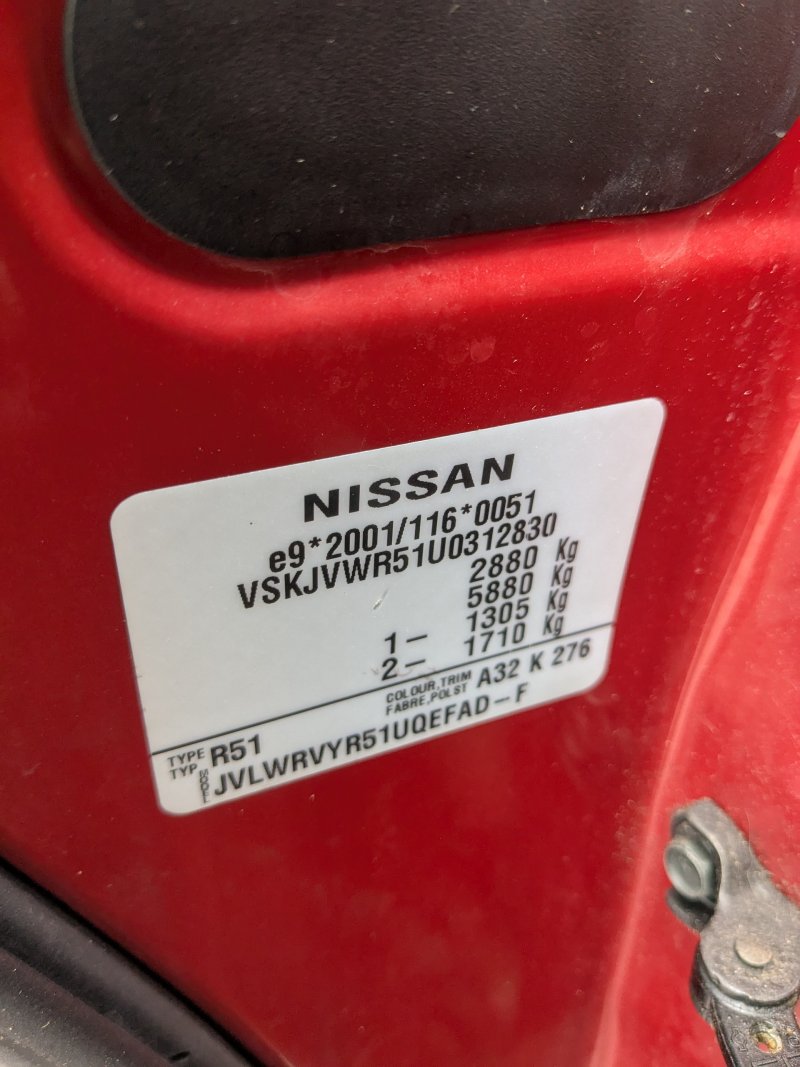 NISSAN
e9*2001/116*0051
VSKJVWR51U0312830
2880 Kg
5880 Kg
1- 1305 Kg
2- 1710 Kg
COLOUR,TRIM A32 K 276
FABRE,POLST
TYPE R51
TYP
MODEL JVLWRVYR51UQEFAD-F